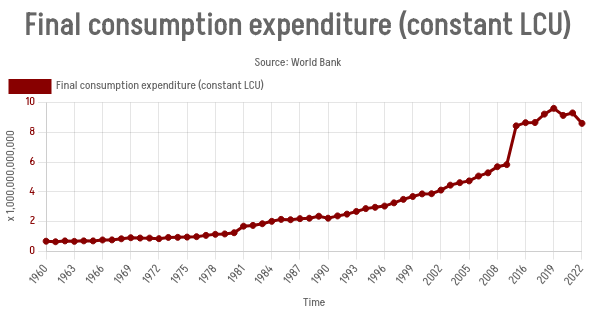 Final consumption expenditure (constant LCU)
Source: World Bank
Final consumption expenditure (constant LCU)
x 1,000,000,000,000
10
8
6
4
2
0
1960 1963 1966 1969 1972 1975 1978 1981 1984 1987 1990 1993 1996 1999 2002 2005 2008 2016 2019 2022
Time